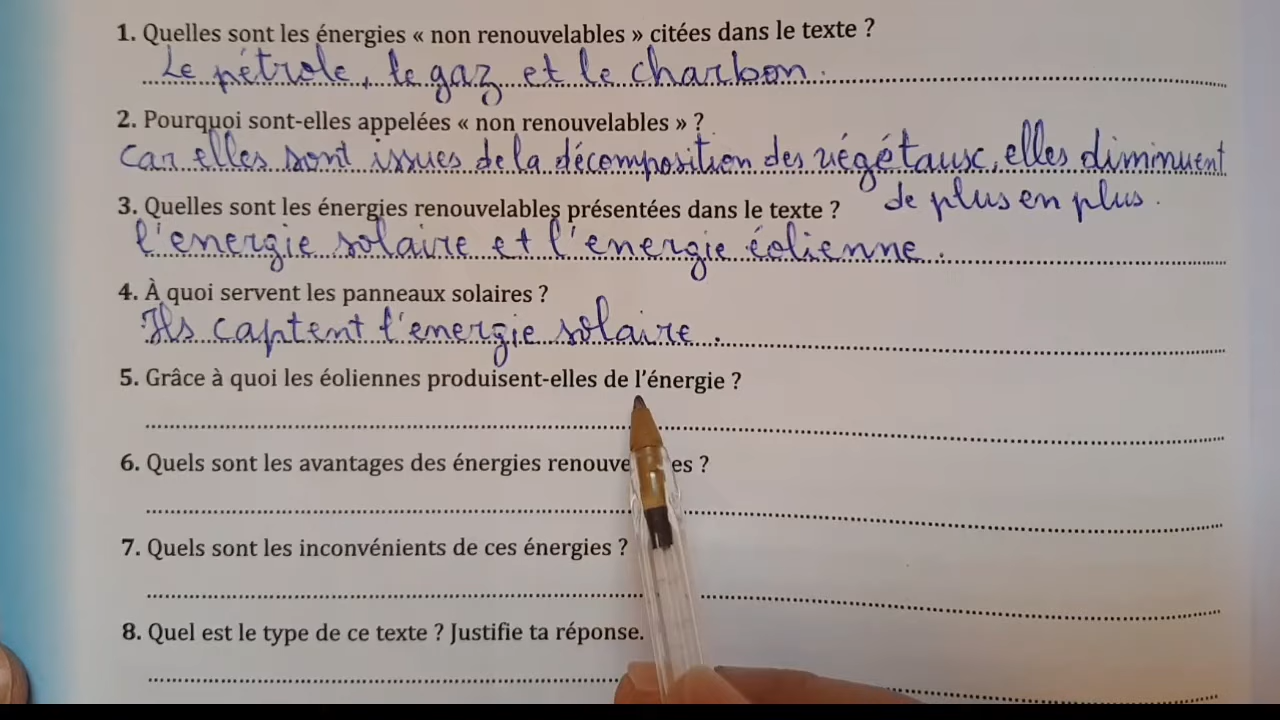 1. Quelles sont les énergies « non renouvelables » citées dans le texte ?
Le pétrole, le gaz et le charbon.
2. Pourquoi sont-elles appelées « non renouvelables » ?
Car elles sont issues de la décomposition des végétaux, elles diminuent
de plus en plus.
3. Quelles sont les énergies renouvelables présentées dans le texte ?
l'energie solaire et l'energie éolienne.
4. À quoi servent les panneaux solaires ?
Ils captent l'energie solaire.
5. Grâce à quoi les éoliennes produisent-elles de l'énergie ?
6. Quels sont les avantages des énergies ?
7. Quels sont les inconvénients de ces énergies ?
8. Quel est le type de ce texte ? Justifie ta réponse.